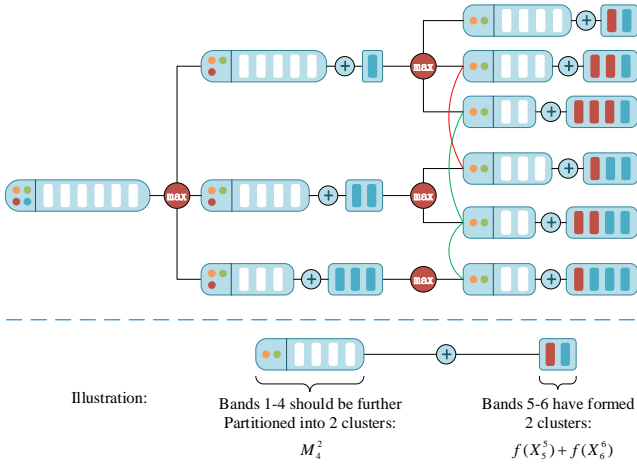 max
max
max
max
Illustration:
Bands 1-4 should be further
Partitioned into 2 clusters:
$M_4^2$
Bands 5-6 have formed
2 clusters:
$f(X_5^5)+f(X_6^6)$